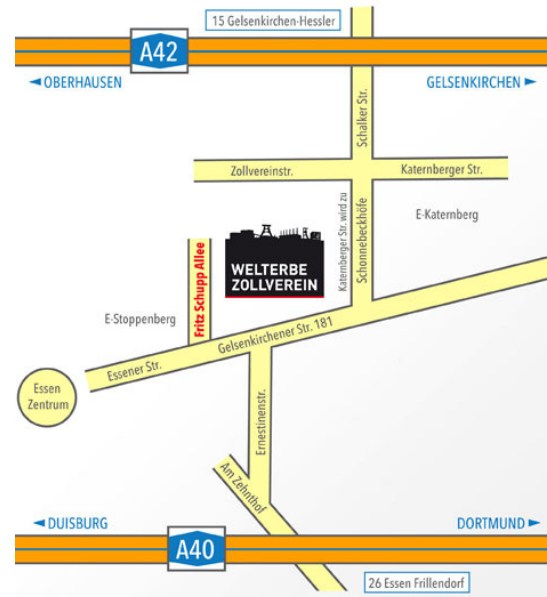 15 Gelsenkirchen-Hessler
A42
◄ OBERHAUSEN
GELSENKIRCHEN ►
Schalker Str.
Zollvereinstr.
Katernberger Str.
Katernberger Str. wird zu
Schonnebeckhöfe
E-Katernberg
Fritz Schupp Allee
WELTERBE
ZOLLVEREIN
E-Stoppenberg
Gelsenkirchener Str. 181
Essener Str.
Essen
Zentrum
Ernestinenstr.
Am Zehnthof
◄ DUISBURG
A40
DORTMUND ►
26 Essen Frillendorf